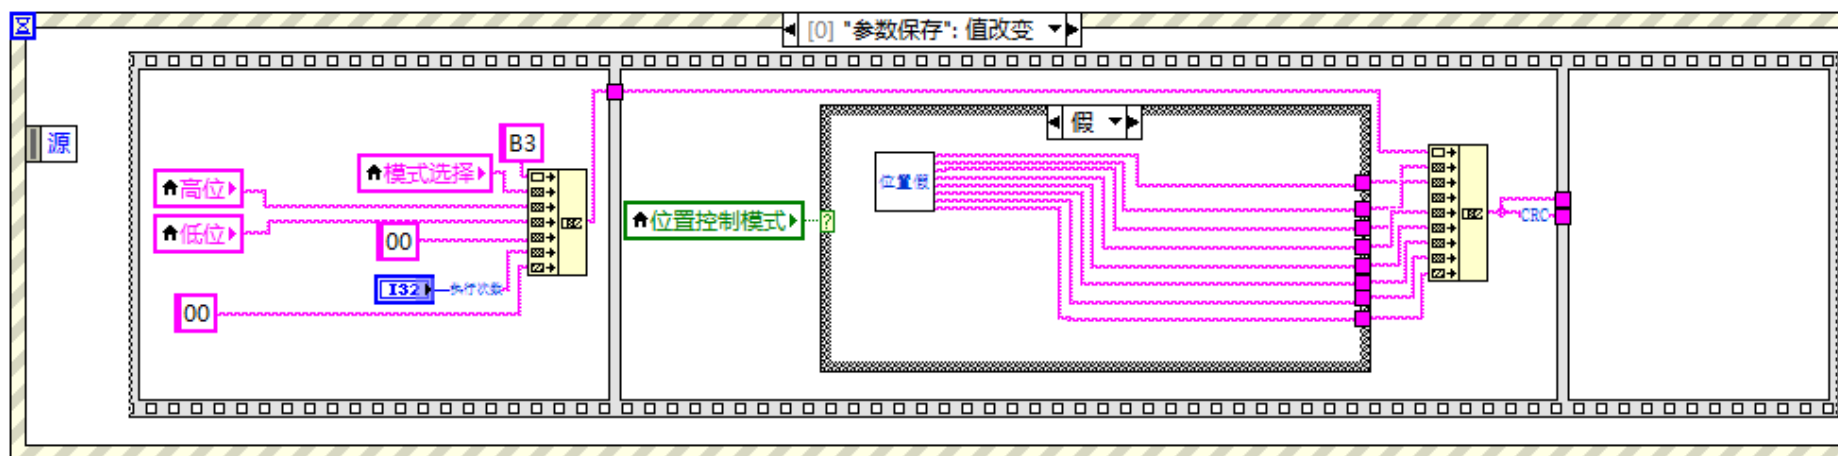 [0] "参数保存": 值改变
源
B3
模式选择
高位
低位
00
I32
执行次数
00
位置控制模式
?
假
位置假
CRC